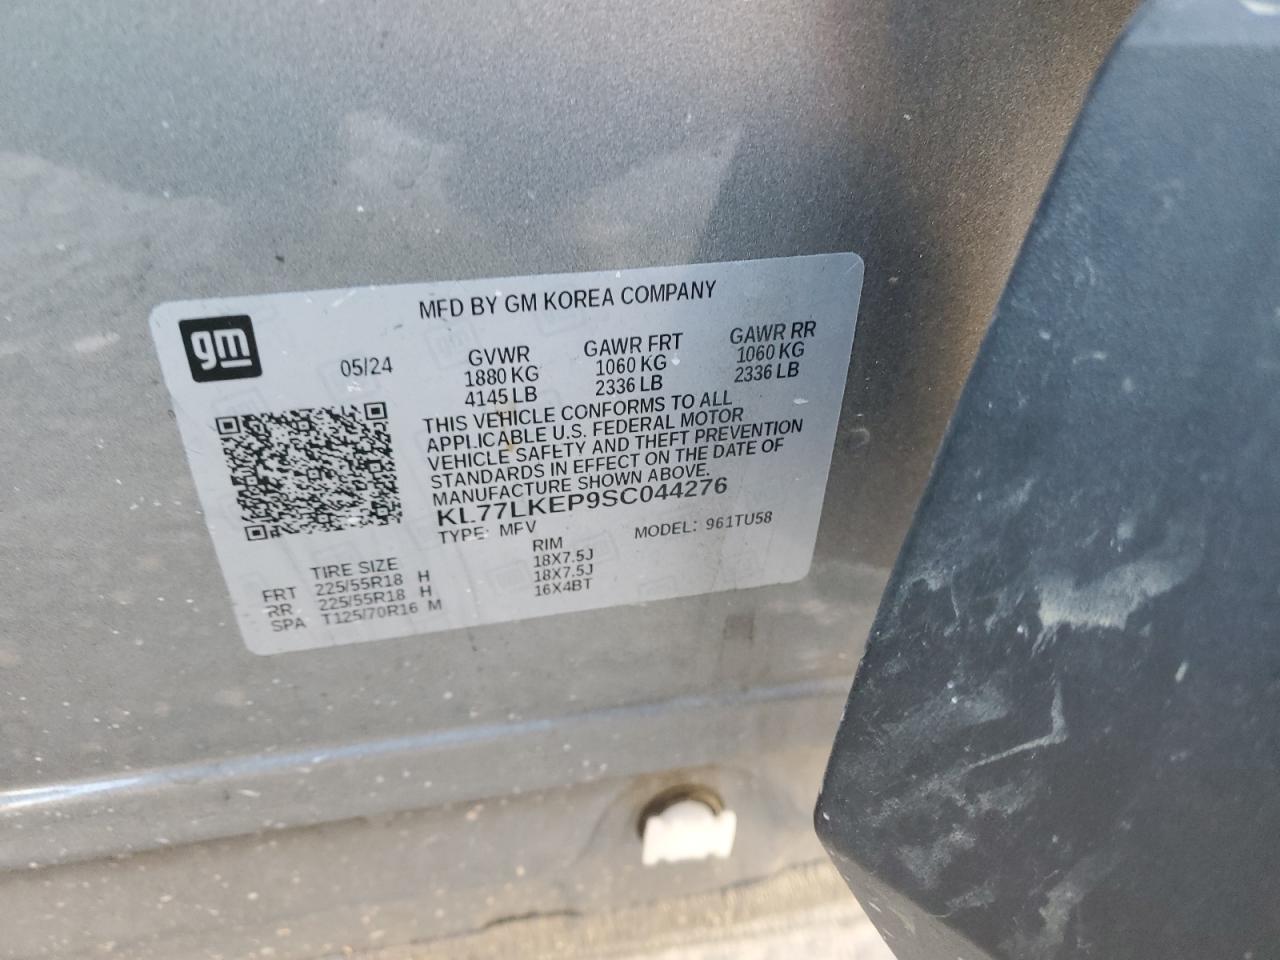 MFD BY GM KOREA COMPANY
gm
05/24
GVWR GAWR FRT GAWR RR
1880 KG 1060 KG 1060 KG
4145 LB 2336 LB 2336 LB
THIS VEHICLE CONFORMS TO ALL
APPLICABLE U.S. FEDERAL MOTOR
VEHICLE SAFETY AND THEFT PREVENTION
STANDARDS IN EFFECT ON THE DATE OF
MANUFACTURE SHOWN ABOVE.
KL77LKEP9SC044276
TYPE: MPV MODEL: 961TU58
TIRE SIZE RIM
FRT 225/55R18 H 18X7.5J
RR 225/55R18 H 18X7.5J
SPA T125/70R16 M 16X4BT